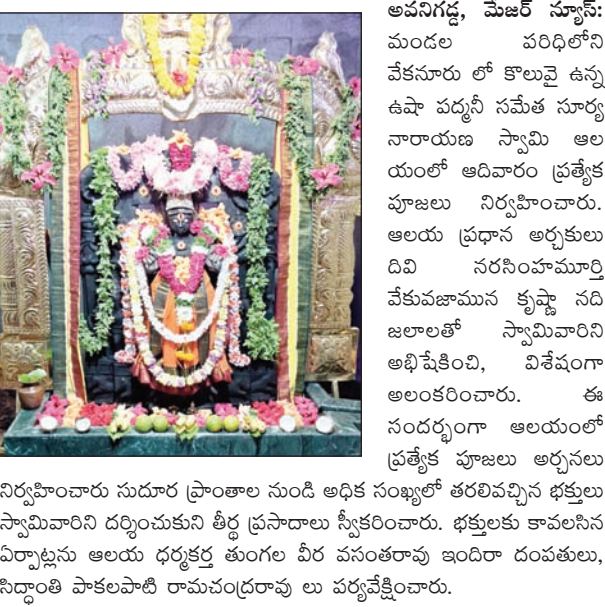 అవనిగడ్డ, మేజర్ న్యూస్:
మండల పరిధిలోని
వేకనూరు లో కొలువై ఉన్న
ఉషా పద్మనీ సమేత సూర్య
నారాయణ స్వామి ఆల
యంలో ఆదివారం ప్రత్యేక
పూజలు నిర్వహించారు.
ఆలయ ప్రధాన అర్చకులు
దివి నరసింహమూర్తి
వేకువజామున కృష్ణా నది
జలాలతో స్వామివారిని
అభిషేకించి, విశేషంగా
అలంకరించారు. ఈ
సందర్భంగా ఆలయంలో
ప్రత్యేక పూజలు అర్చనలు
నిర్వహించారు సుదూర ప్రాంతాల నుండి అధిక సంఖ్యలో తరలివచ్చిన భక్తులు
స్వామివారిని దర్శించుకుని తీర్థ ప్రసాదాలు స్వీకరించారు. భక్తులకు కావలసిన
ఏర్పాట్లను ఆలయ ధర్మకర్త తుంగల వీర వసంతరావు ఇందిరా దంపతులు,
సిద్ధాంతి పాకలపాటి రామచంద్రరావు లు పర్యవేక్షించారు.